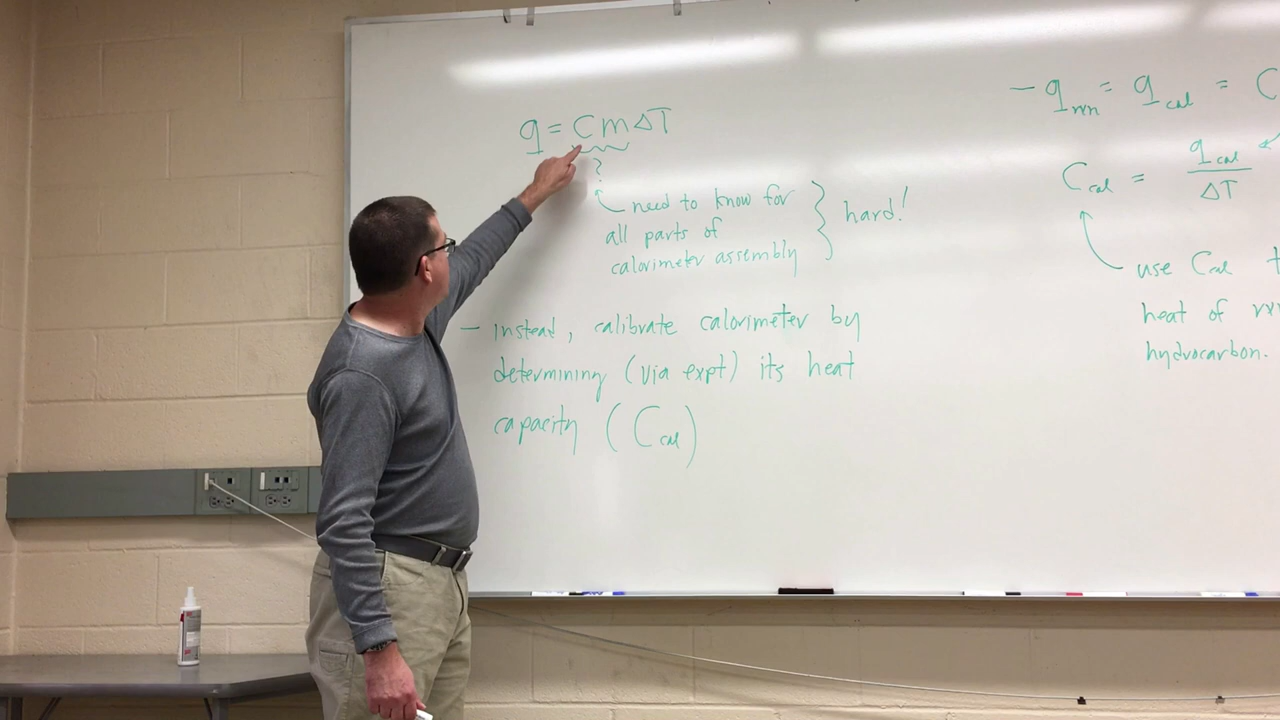 q = C m ΔT
?
need to know for
all parts of
calorimeter assembly
hard!
- instead, calibrate calorimeter by
determining (via expt) its heat
capacity (Ccal)
- qrxn = qcal = C
Ccal = qcal / ΔT
use Ccal t
heat of rx
hydrocarbon.